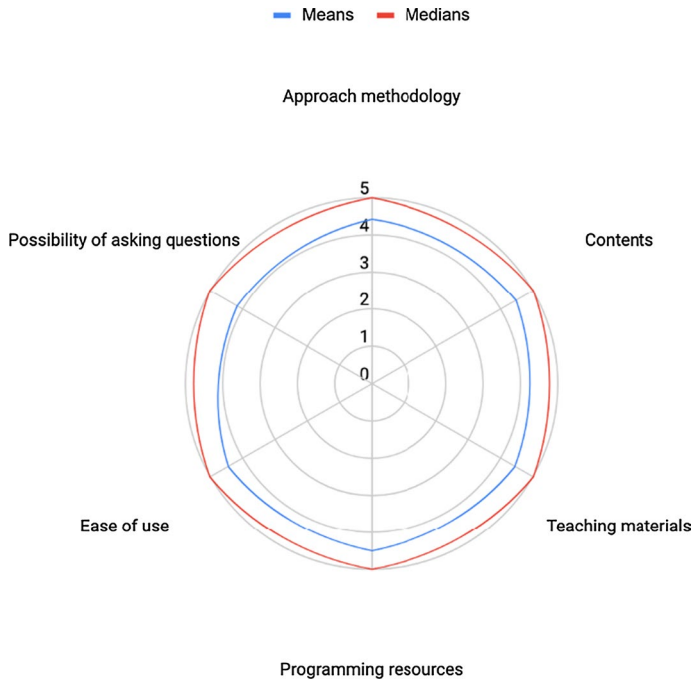 Means Medians
Approach methodology
5
4
Possibility of asking questions
Contents
3
2
1
0
Ease of use
Teaching materials
Programming resources